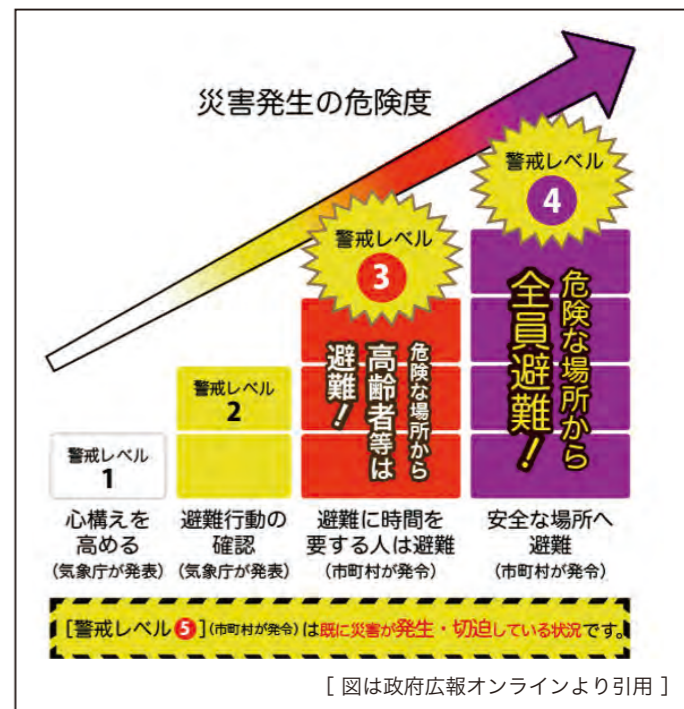 災害発生の危険度
警戒レベル
4
警戒レベル
3
警戒レベル
2
警戒レベル
1
危険な場所から
高齢者等は
避難！
危険な場所から
全員避難！
心構えを
高める
(気象庁が発表)
避難行動の
確認
(気象庁が発表)
避難に時間を
要する人は避難
(市町村が発令)
安全な場所へ
避難
(市町村が発令)
[警戒レベル5](市町村が発令)は既に災害が発生・切迫している状況です。
[ 図は政府広報オンラインより引用 ]